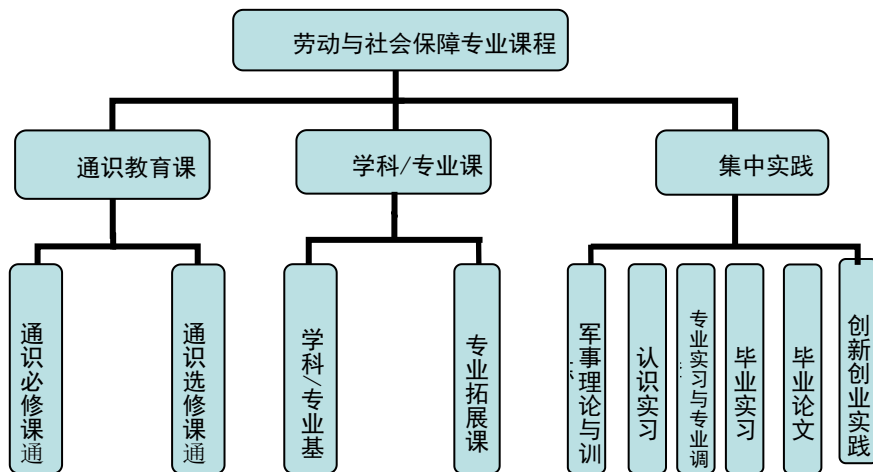 劳动与社会保障专业课程
通识教育课
学科/专业课
集中实践
通识必修课通
通识选修课通
学科/专业基
专业拓展课
军事理论与训
认识实习
专业实习与专业调
毕业实习
毕业论文
创新创业实践